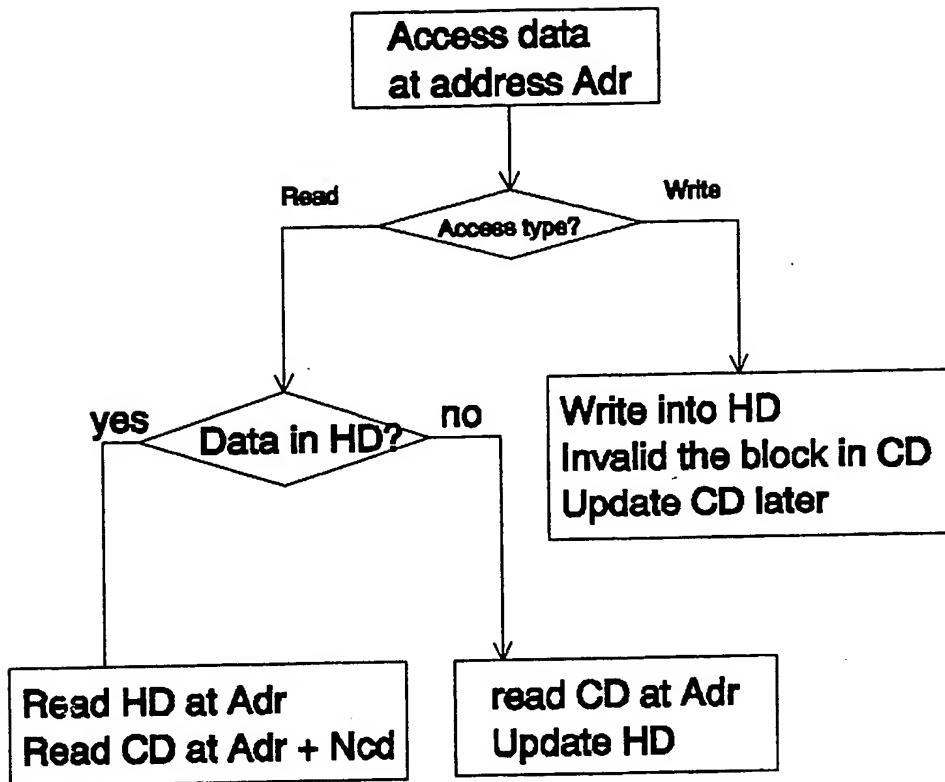 Access data
at address Adr
Read
Write
Access type?
yes
Data in HD?
no
Write into HD
Invalid the block in CD
Update CD later
Read HD at Adr
Read CD at Adr + Ncd
read CD at Adr
Update HD